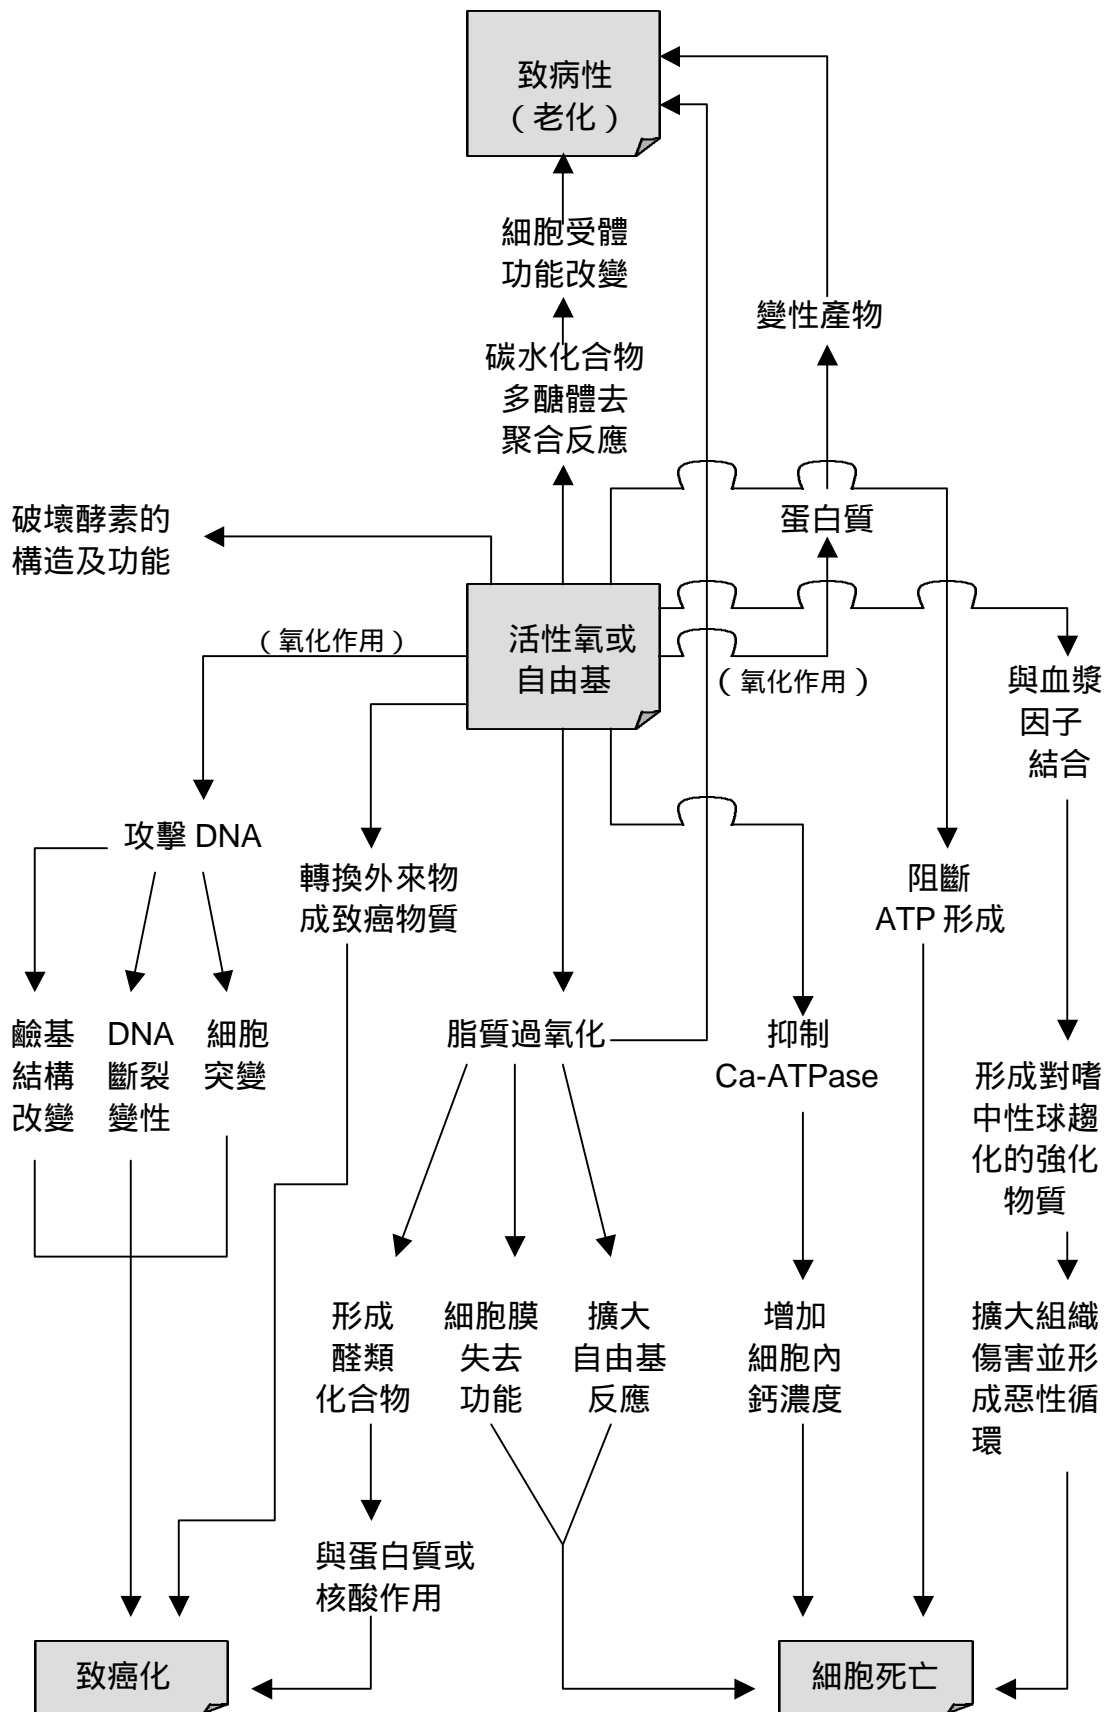 致病性
（老化）
細胞受體
功能改變
變性產物
碳水化合物
多醣體去
聚合反應
破壞酵素的
構造及功能
蛋白質
（氧化作用）
活性氧或
自由基
（氧化作用）
與血漿
因子
結合
攻擊 DNA
轉換外來物
成致癌物質
阻斷
ATP 形成
鹼基
結構
改變
DNA
斷裂
變性
細胞
突變
脂質過氧化
抑制
Ca-ATPase
形成對嗜
中性球趨
化的強化
物質
形成
醛類
化合物
細胞膜
失去
功能
擴大
自由基
反應
增加
細胞內
鈣濃度
擴大組織
傷害並形
成惡性循
環
與蛋白質或
核酸作用
致癌化
細胞死亡